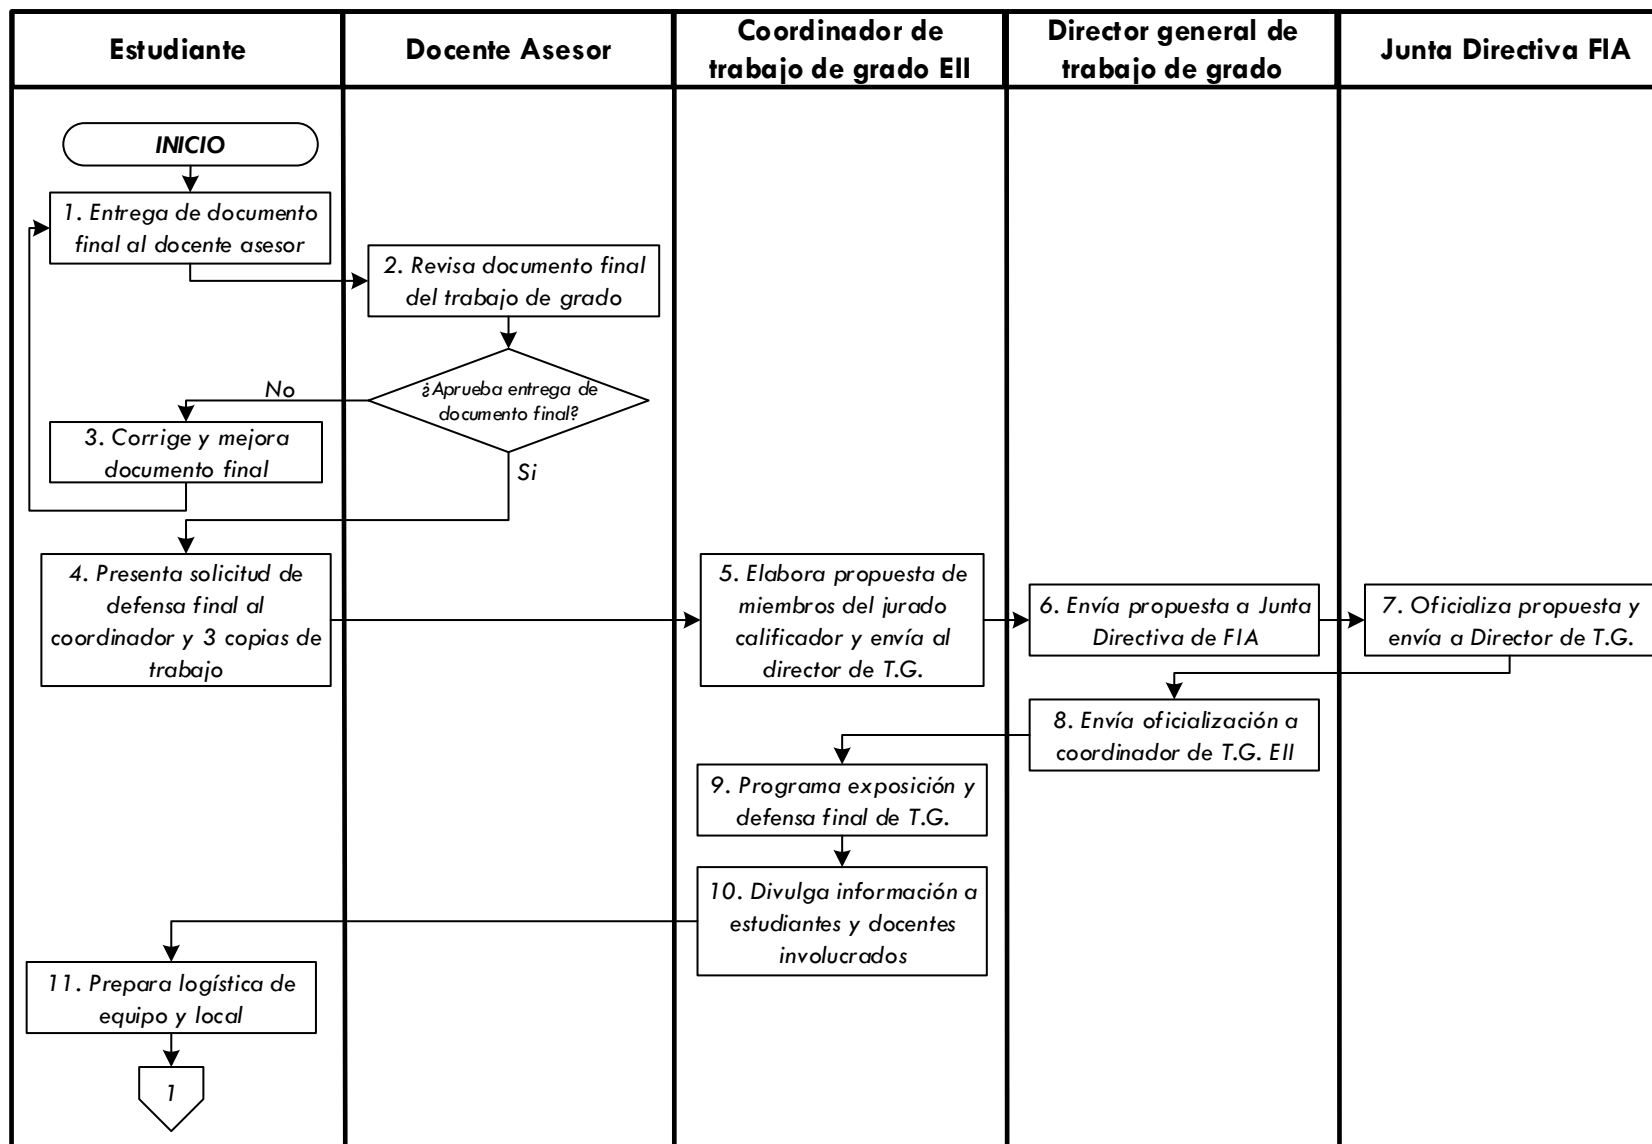 Estudiante
Docente Asesor
Coordinador de
trabajo de grado EII
Director general de
trabajo de grado
Junta Directiva FIA
INICIO
1. Entrega de documento
final al docente asesor
2. Revisa documento final
del trabajo de grado
¿Aprueba entrega de
documento final?
No
Si
3. Corrige y mejora
documento final
4. Presenta solicitud de
defensa final al
coordinador y 3 copias de
trabajo
5. Elabora propuesta de
miembros del jurado
calificador y envía al
director de T.G.
6. Envía propuesta a Junta
Directiva de FIA
7. Oficializa propuesta y
envía a Director de T.G.
8. Envía oficialización a
coordinador de T.G. EII
9. Programa exposición y
defensa final de T.G.
10. Divulga información a
estudiantes y docentes
involucrados
11. Prepara logística de
equipo y local
1